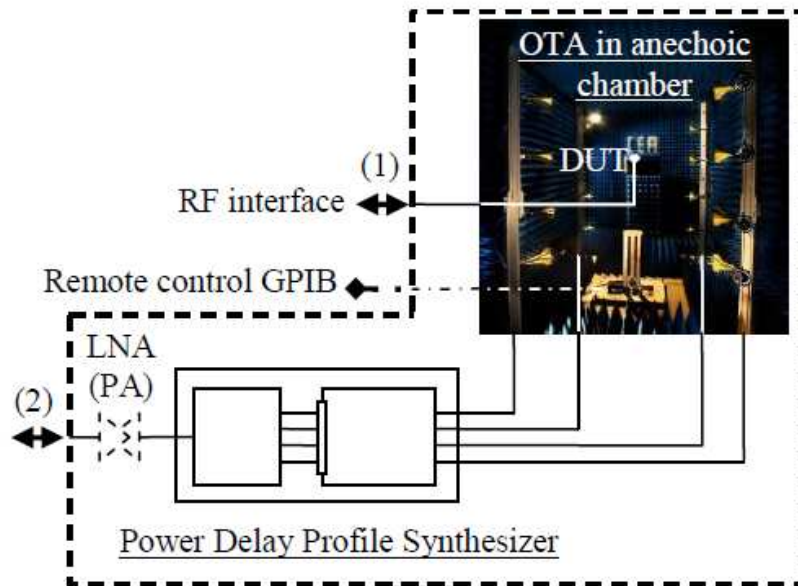 OTA in anechoic
chamber
DUT
(1)
RF interface
Remote control GPIB
LNA
(PA)
(2)
Power Delay Profile Synthesizer